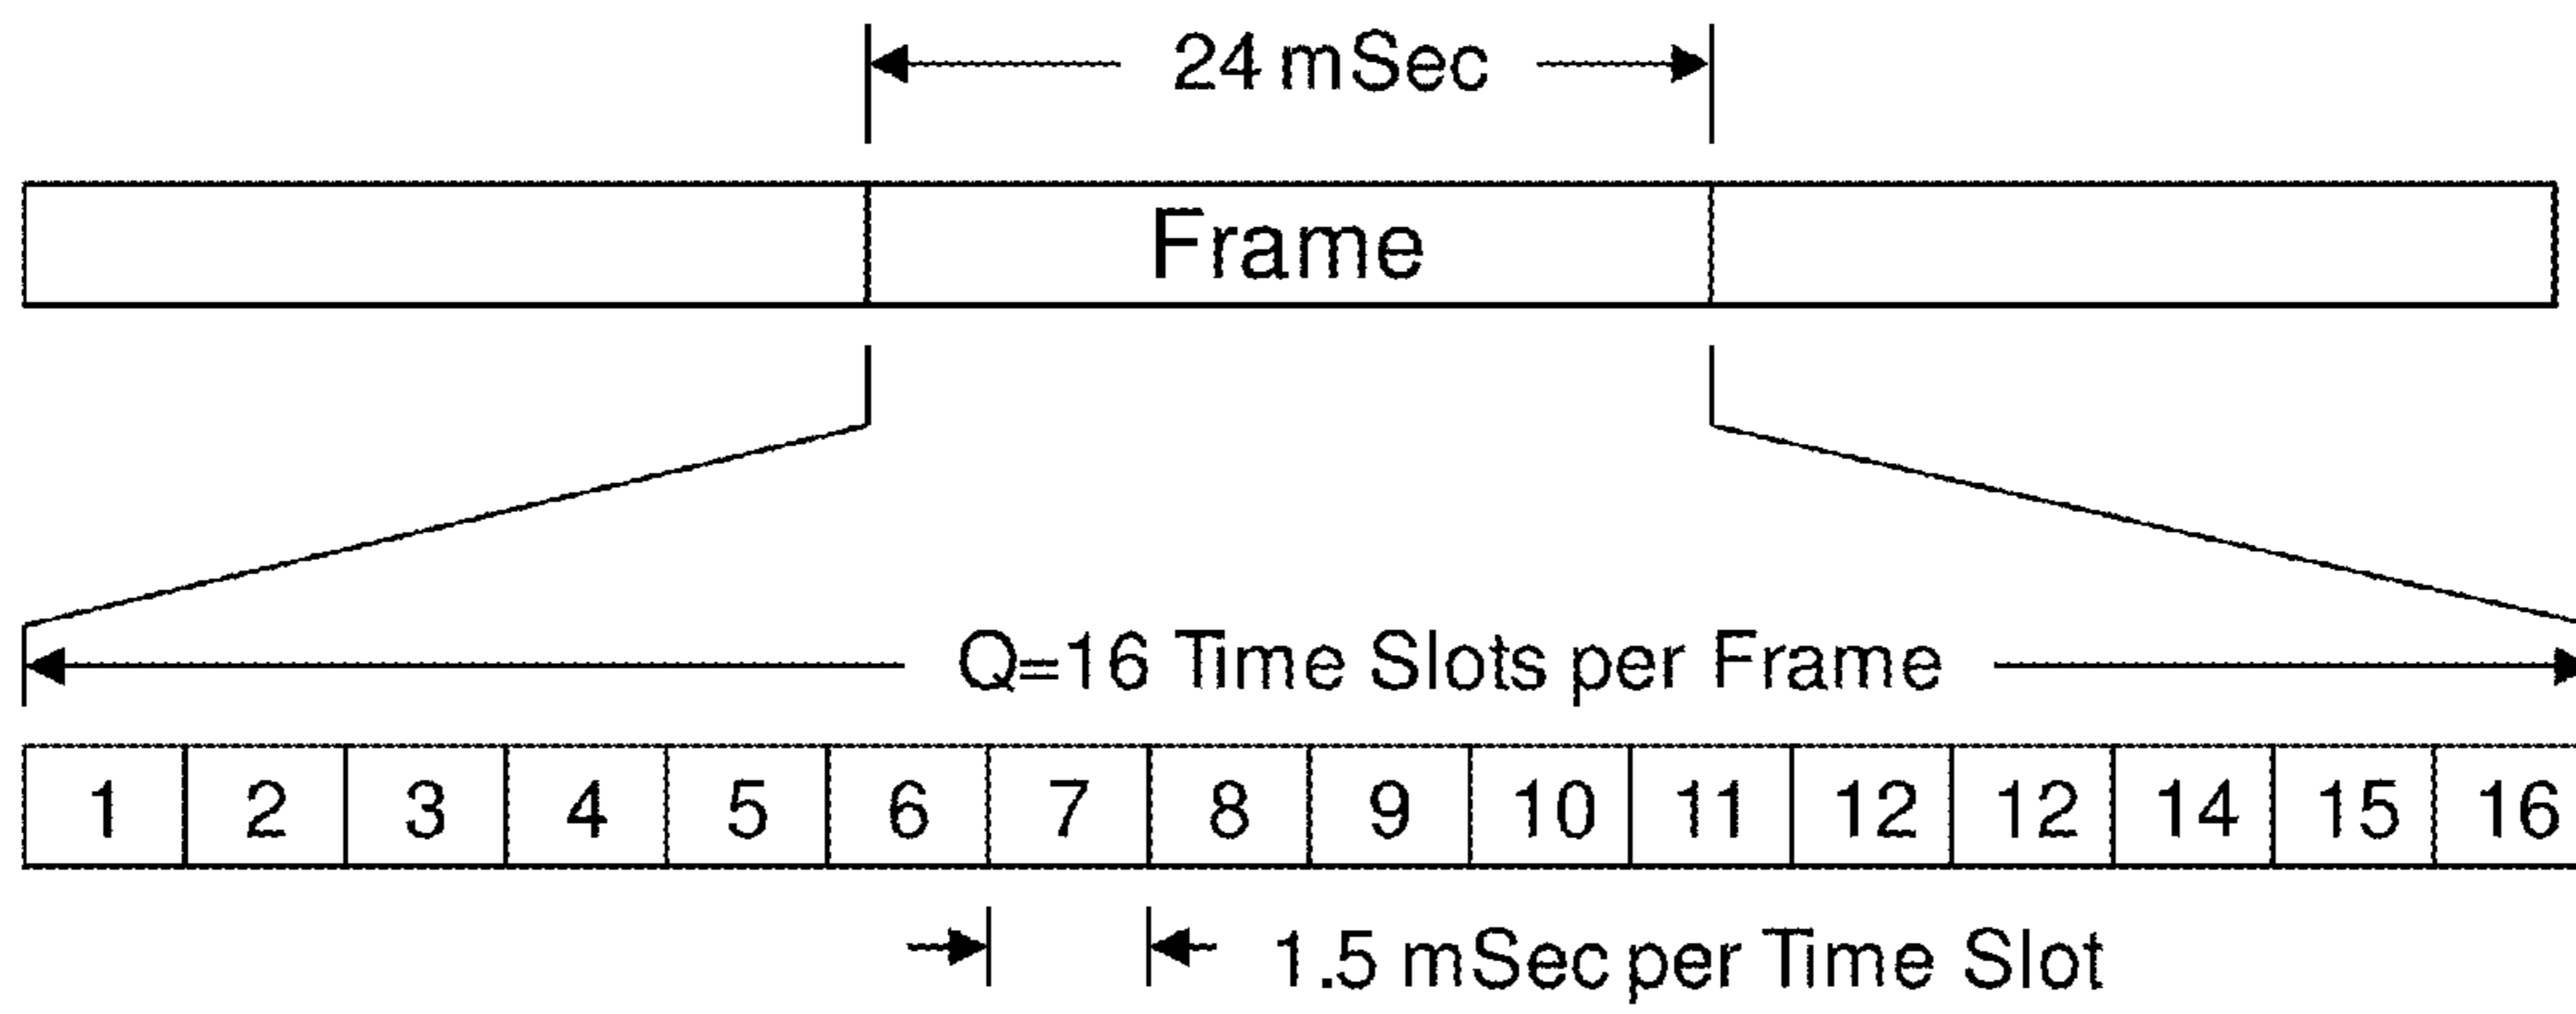 24 mSec
Frame
Q=16 Time Slots per Frame
1 2 3 4 5 6 7 8 9 10 11 12 12 14 15 16
1.5 mSec per Time Slot